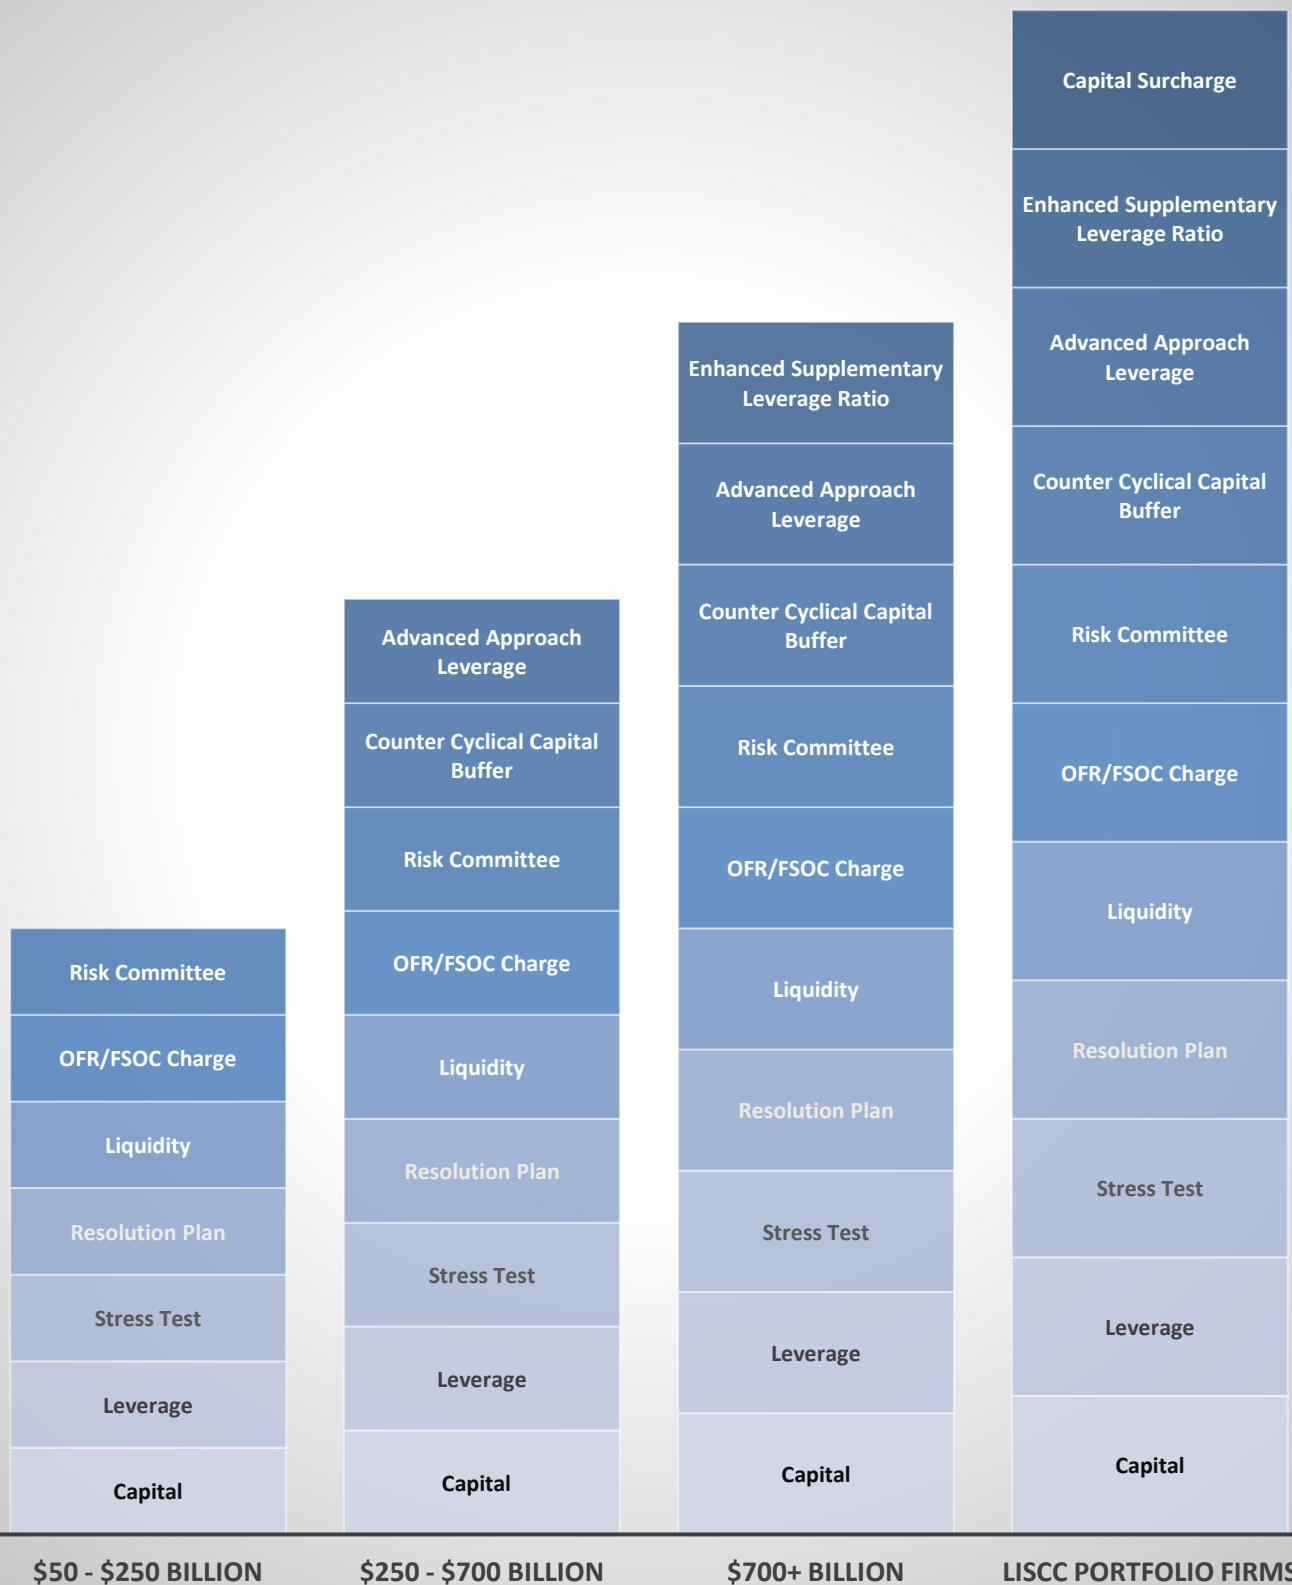 Risk Committee
OFR/FSOC Charge
Liquidity
Resolution Plan
Stress Test
Leverage
Capital
$50 - $250 BILLION
Advanced Approach
Leverage
Counter Cyclical Capital
Buffer
Risk Committee
OFR/FSOC Charge
Liquidity
Resolution Plan
Stress Test
Leverage
Capital
$250 - $700 BILLION
Enhanced Supplementary
Leverage Ratio
Advanced Approach
Leverage
Counter Cyclical Capital
Buffer
Risk Committee
OFR/FSOC Charge
Liquidity
Resolution Plan
Stress Test
Leverage
Capital
$700+ BILLION
Capital Surcharge
Enhanced Supplementary
Leverage Ratio
Advanced Approach
Leverage
Counter Cyclical Capital
Buffer
Risk Committee
OFR/FSOC Charge
Liquidity
Resolution Plan
Stress Test
Leverage
Capital
LISCC PORTFOLIO FIRMS